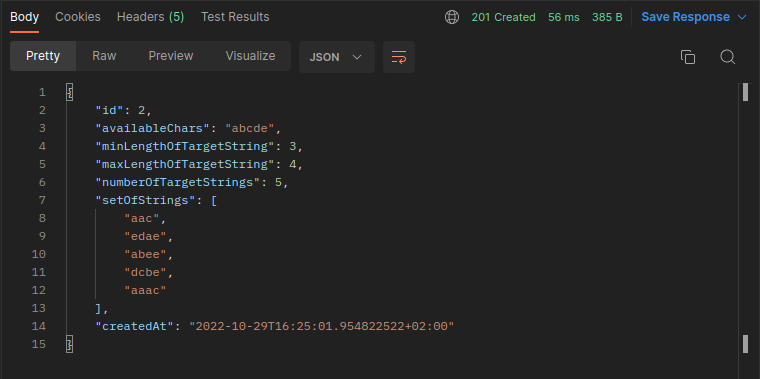 Body Cookies Headers (5) Test Results 201 Created 56 ms 385 B Save Response
Pretty Raw Preview Visualize JSON
1 {
2 "id": 2,
3 "availableChars": "abcde",
4 "minLengthOfTargetString": 3,
5 "maxLengthOfTargetString": 4,
6 "numberOfTargetStrings": 5,
7 "setOfStrings": [
8 "aac",
9 "edae",
10 "abee",
11 "dcbe",
12 "aaac"
13 ],
14 "createdAt": "2022-10-29T16:25:01.954822522+02:00"
15 }